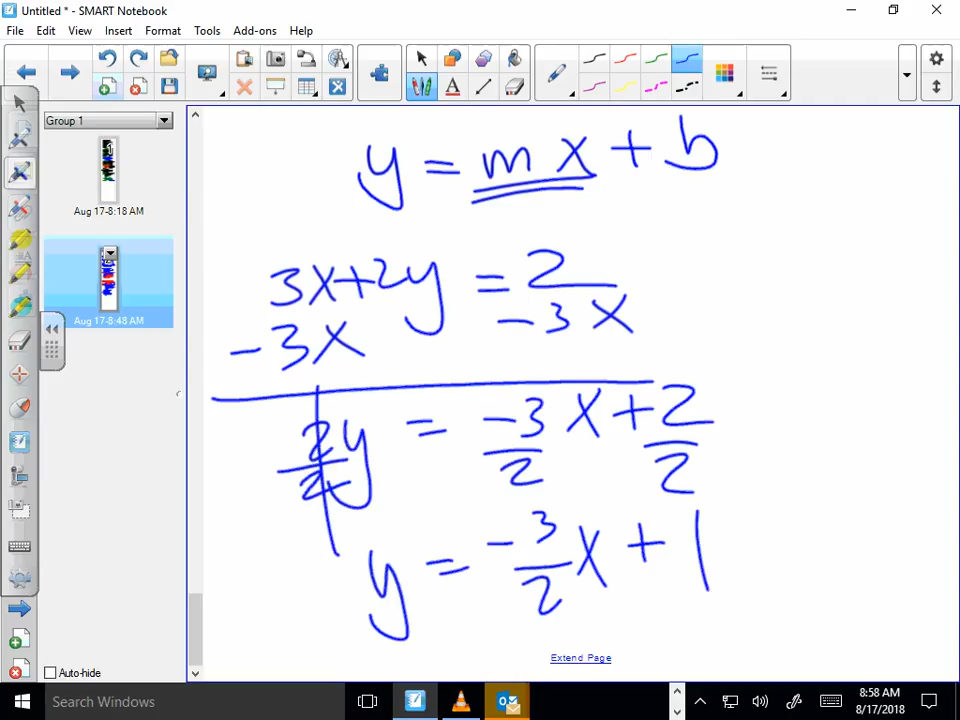 Untitled * - SMART Notebook
File Edit View Insert Format Tools Add-ons Help
Group 1
Aug 17-8:18 AM
Aug 17-8:48 AM
y = mx + b
3x+2y = 2
-3x -3x
2y = -3x + 2
2 2 2
y = -3/2 x + 1
Extend Page
Auto-hide
Search Windows
8:58 AM
8/17/2018